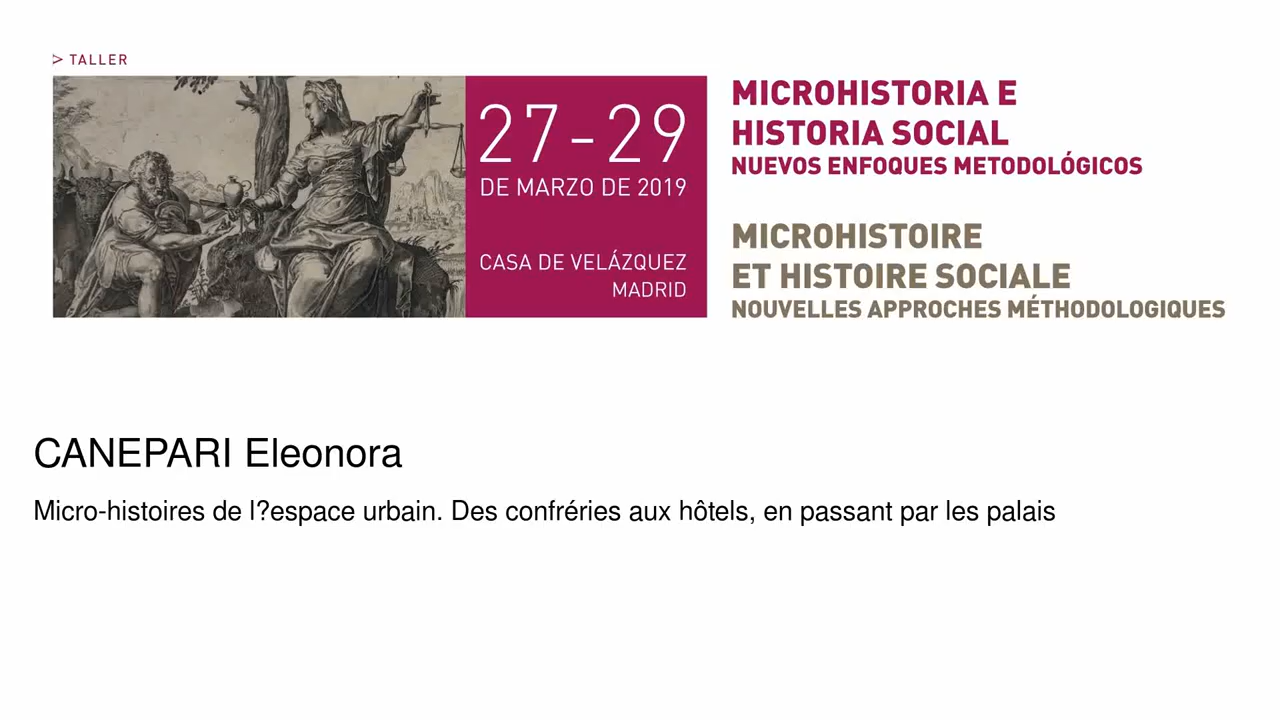 > TALLER
27-29
DE MARZO DE 2019
CASA DE VELÁZQUEZ
MADRID
MICROHISTORIA E
HISTORIA SOCIAL
NUEVOS ENFOQUES METODOLÓGICOS
MICROHISTOIRE
ET HISTOIRE SOCIALE
NOUVELLES APPROCHES MÉTHODOLOGIQUES
CANEPARI Eleonora
Micro-histoires de l?espace urbain. Des confréries aux hôtels, en passant par les palais